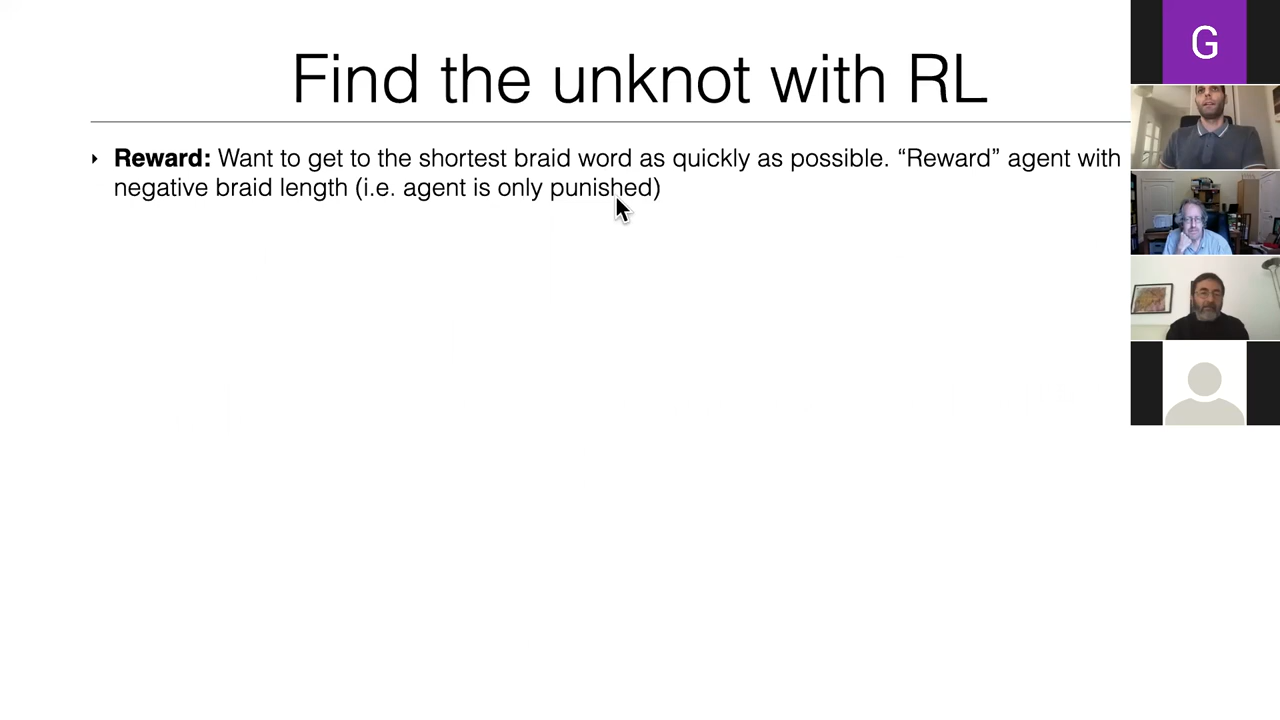 Find the unknot with RL
‣ Reward: Want to get to the shortest braid word as quickly as possible. “Reward” agent with
negative braid length (i.e. agent is only punished)
G